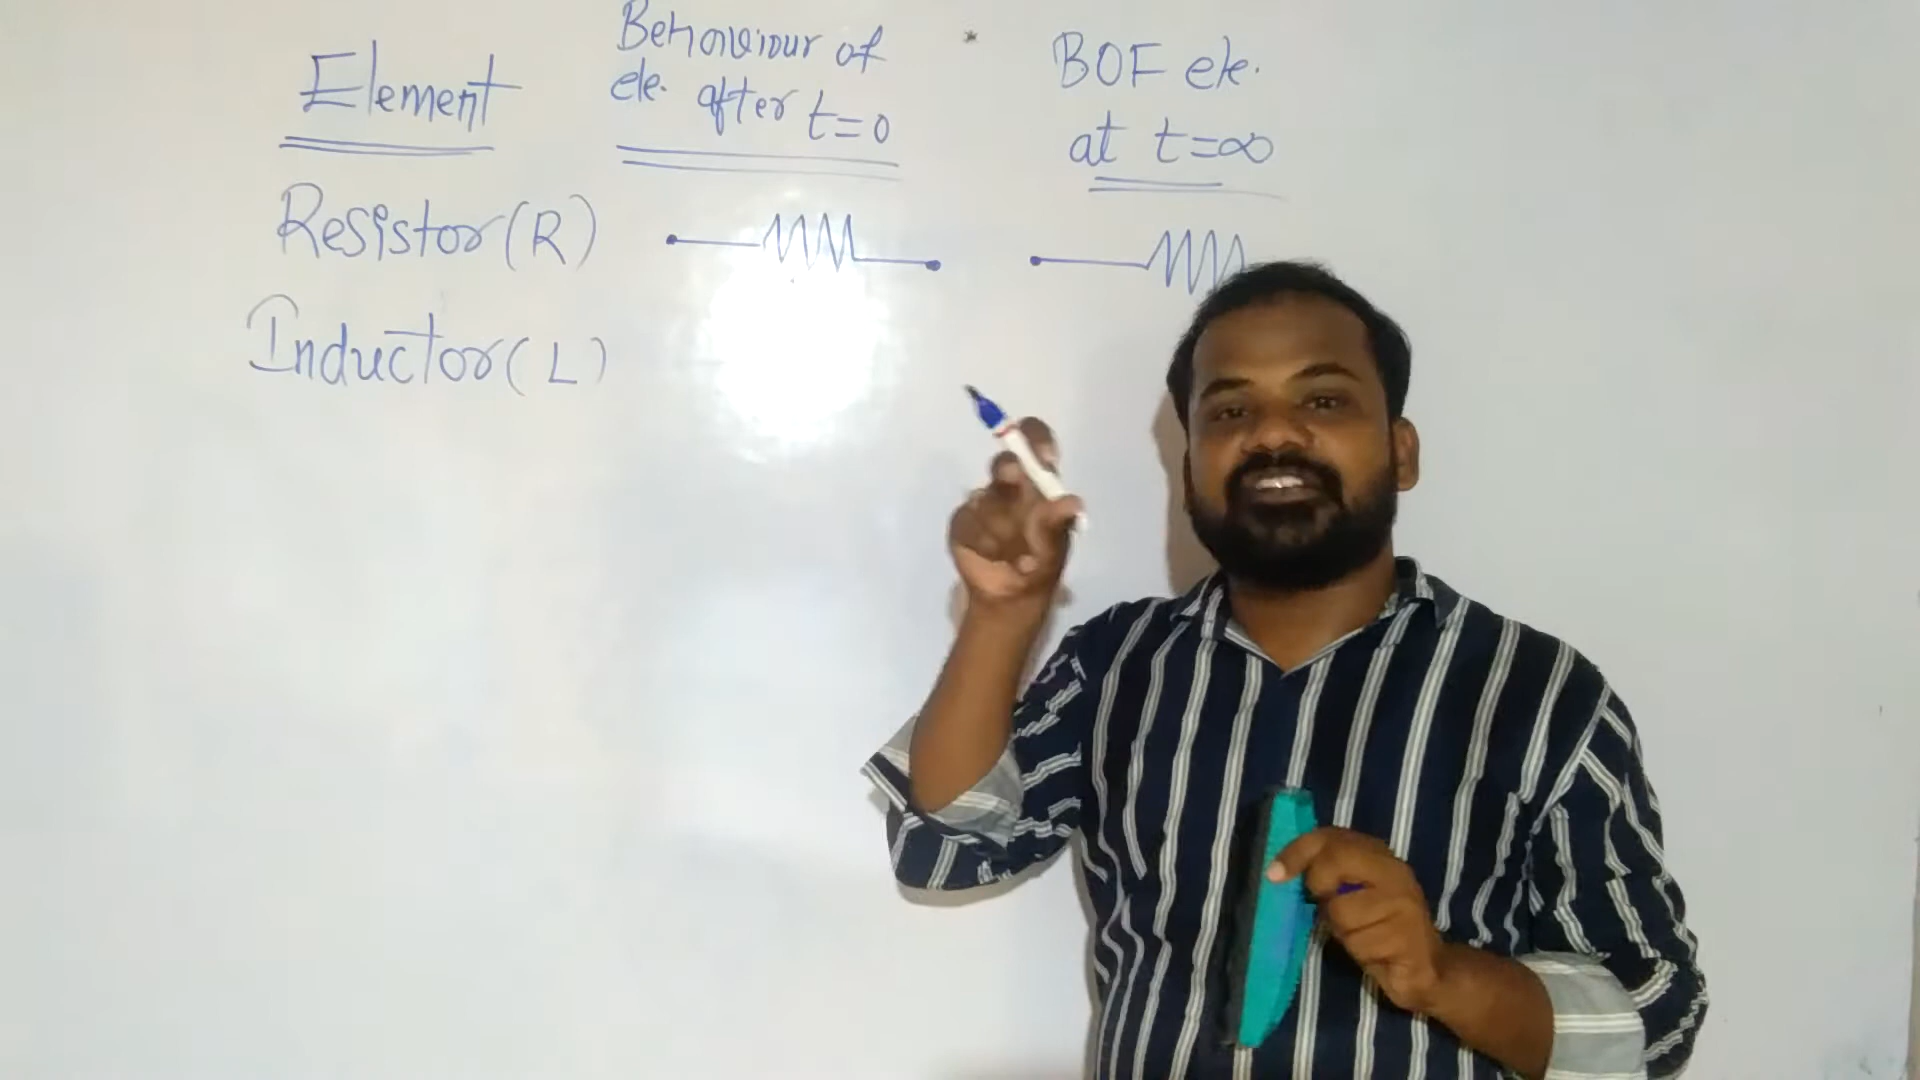 Element
Behaviour of
ele. after t=0
BOF ele.
at t=∞
Resistor(R)
Inductor(L)